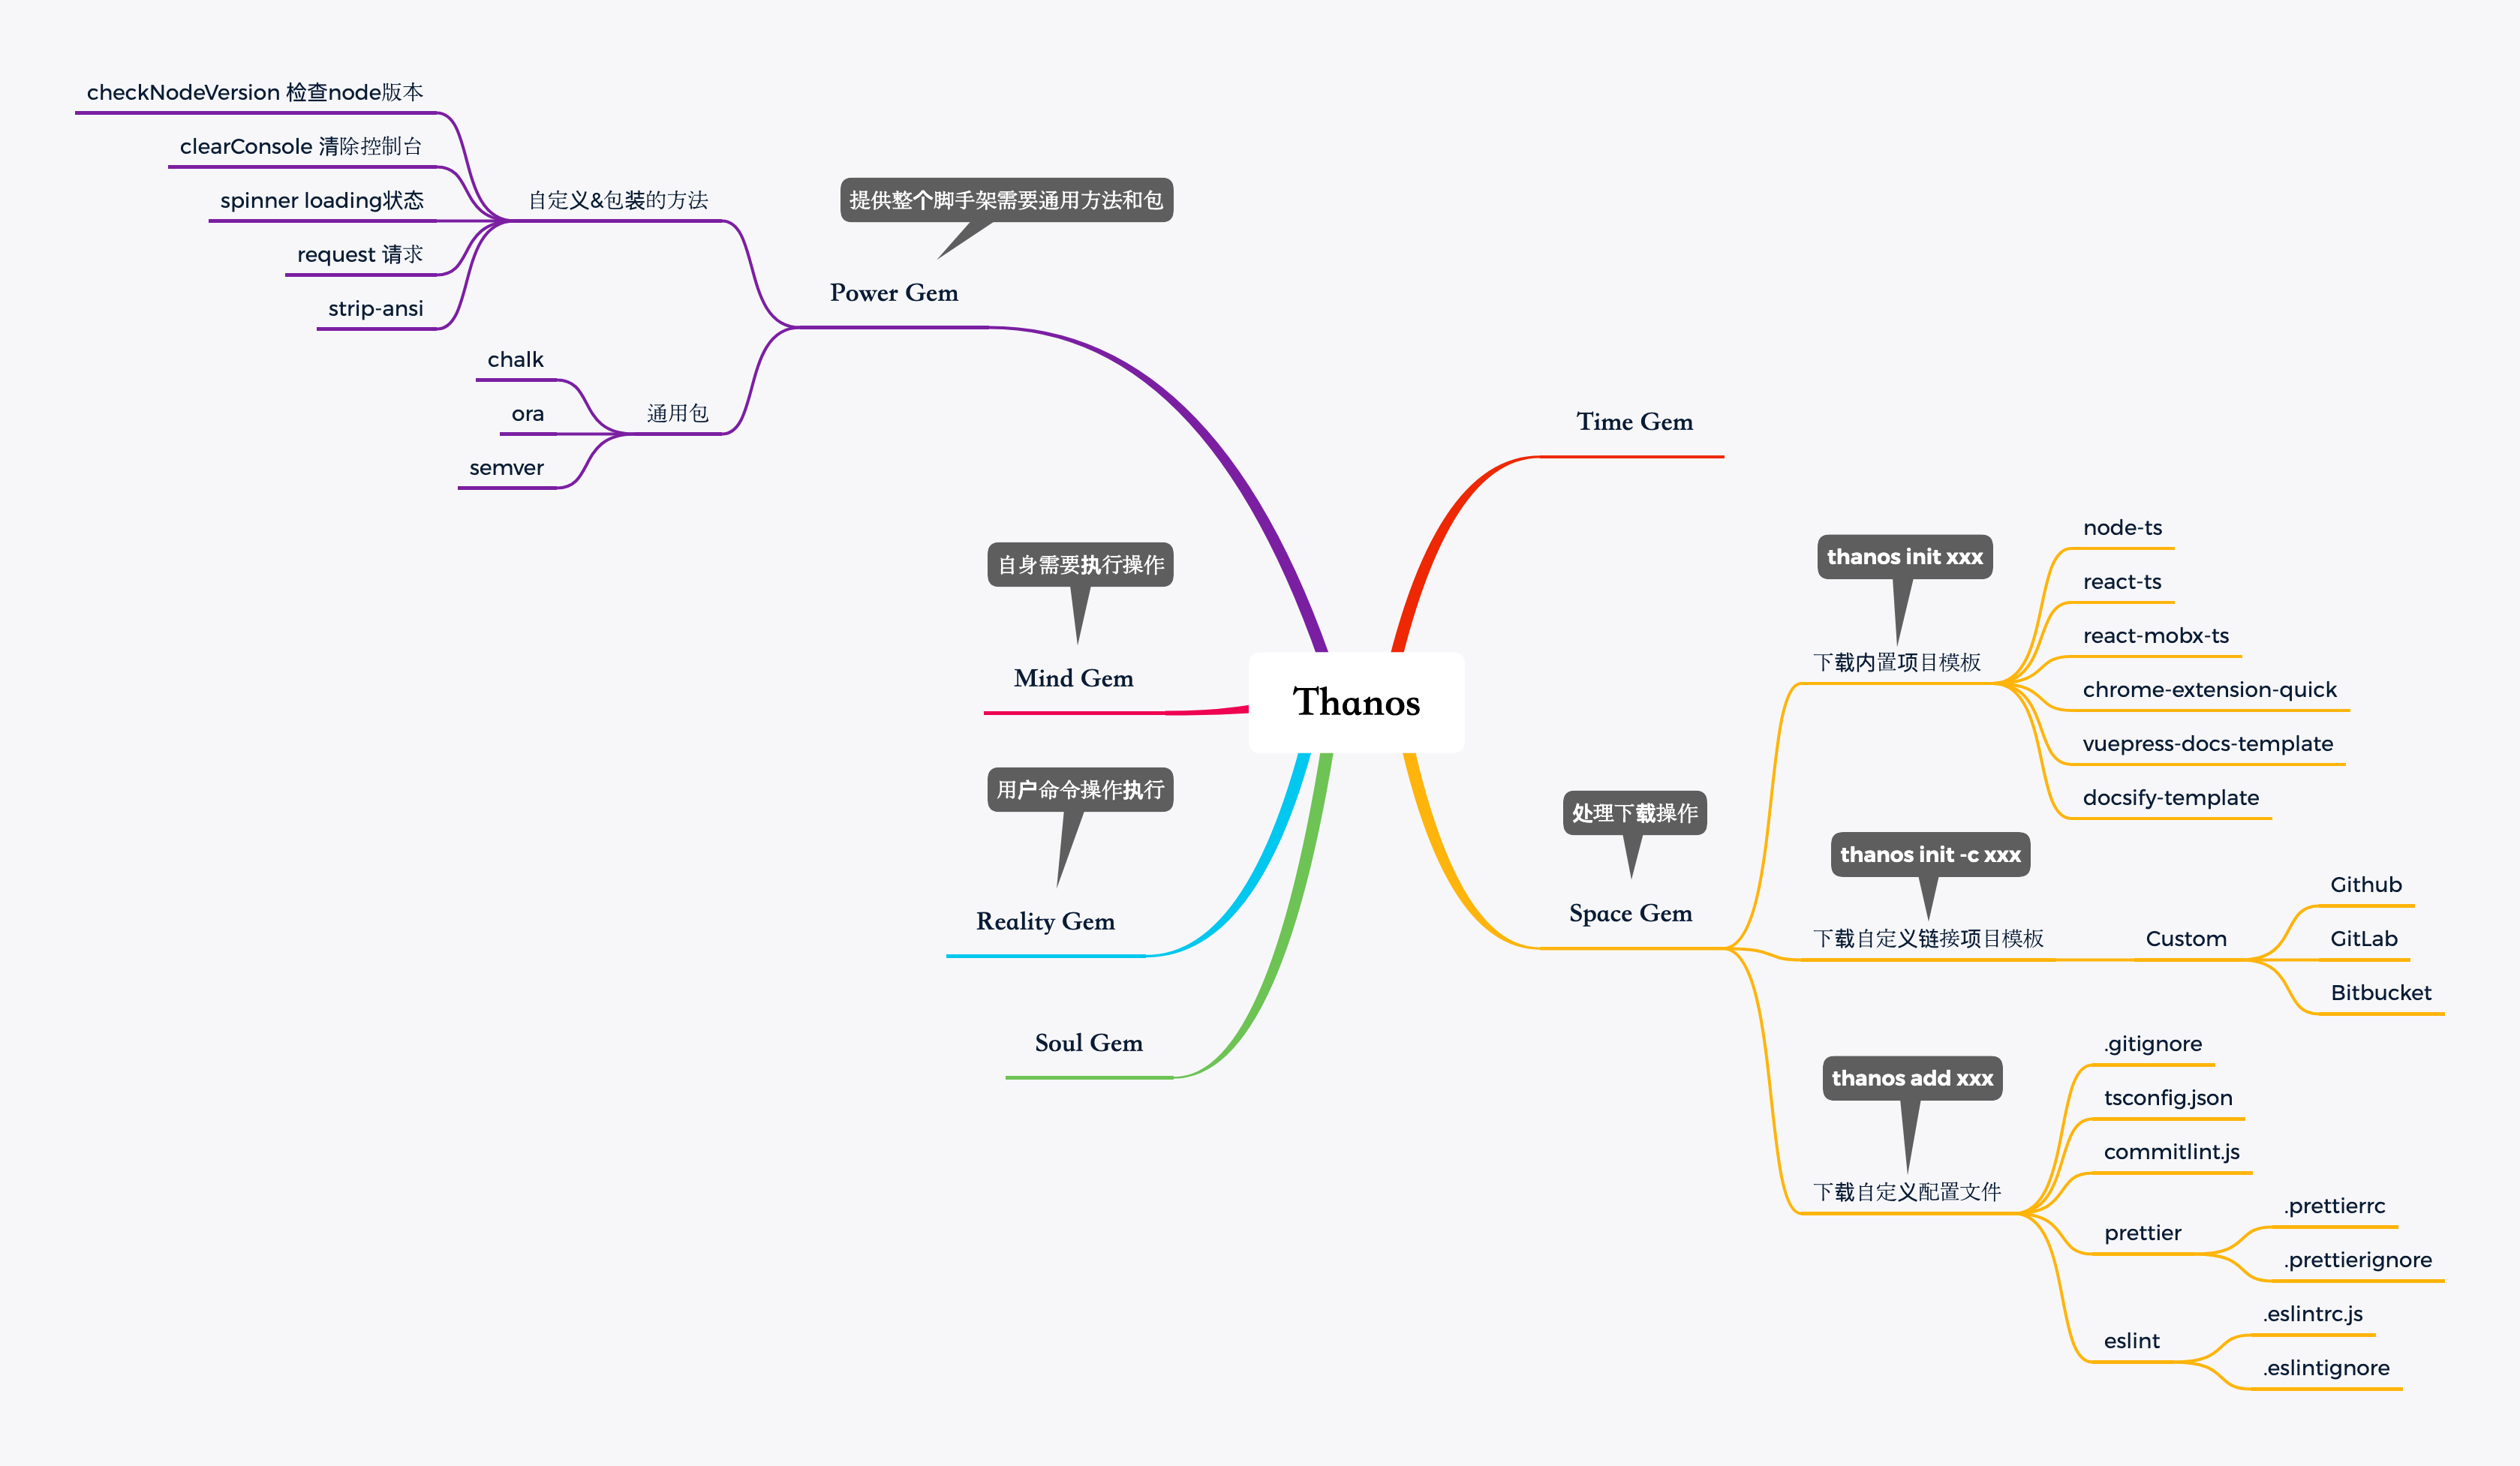 Thanos
Time Gem
Space Gem
处理下载操作
thanos init xxx
下载内置项目模板
node-ts
react-ts
react-mobx-ts
chrome-extension-quick
vuepress-docs-template
docsify-template
thanos init -c xxx
下载自定义链接项目模板
Custom
Github
GitLab
Bitbucket
thanos add xxx
下载自定义配置文件
.gitignore
tsconfig.json
commitlint.js
prettier
.prettierrc
.prettierignore
eslint
.eslintrc.js
.eslintignore
提供整个脚手架需要通用方法和包
Power Gem
自定义&包装的方法
checkNodeVersion 检查node版本
clearConsole 清除控制台
spinner loading状态
request 请求
strip-ansi
通用包
chalk
ora
semver
自身需要执行操作
Mind Gem
用户命令操作执行
Reality Gem
Soul Gem